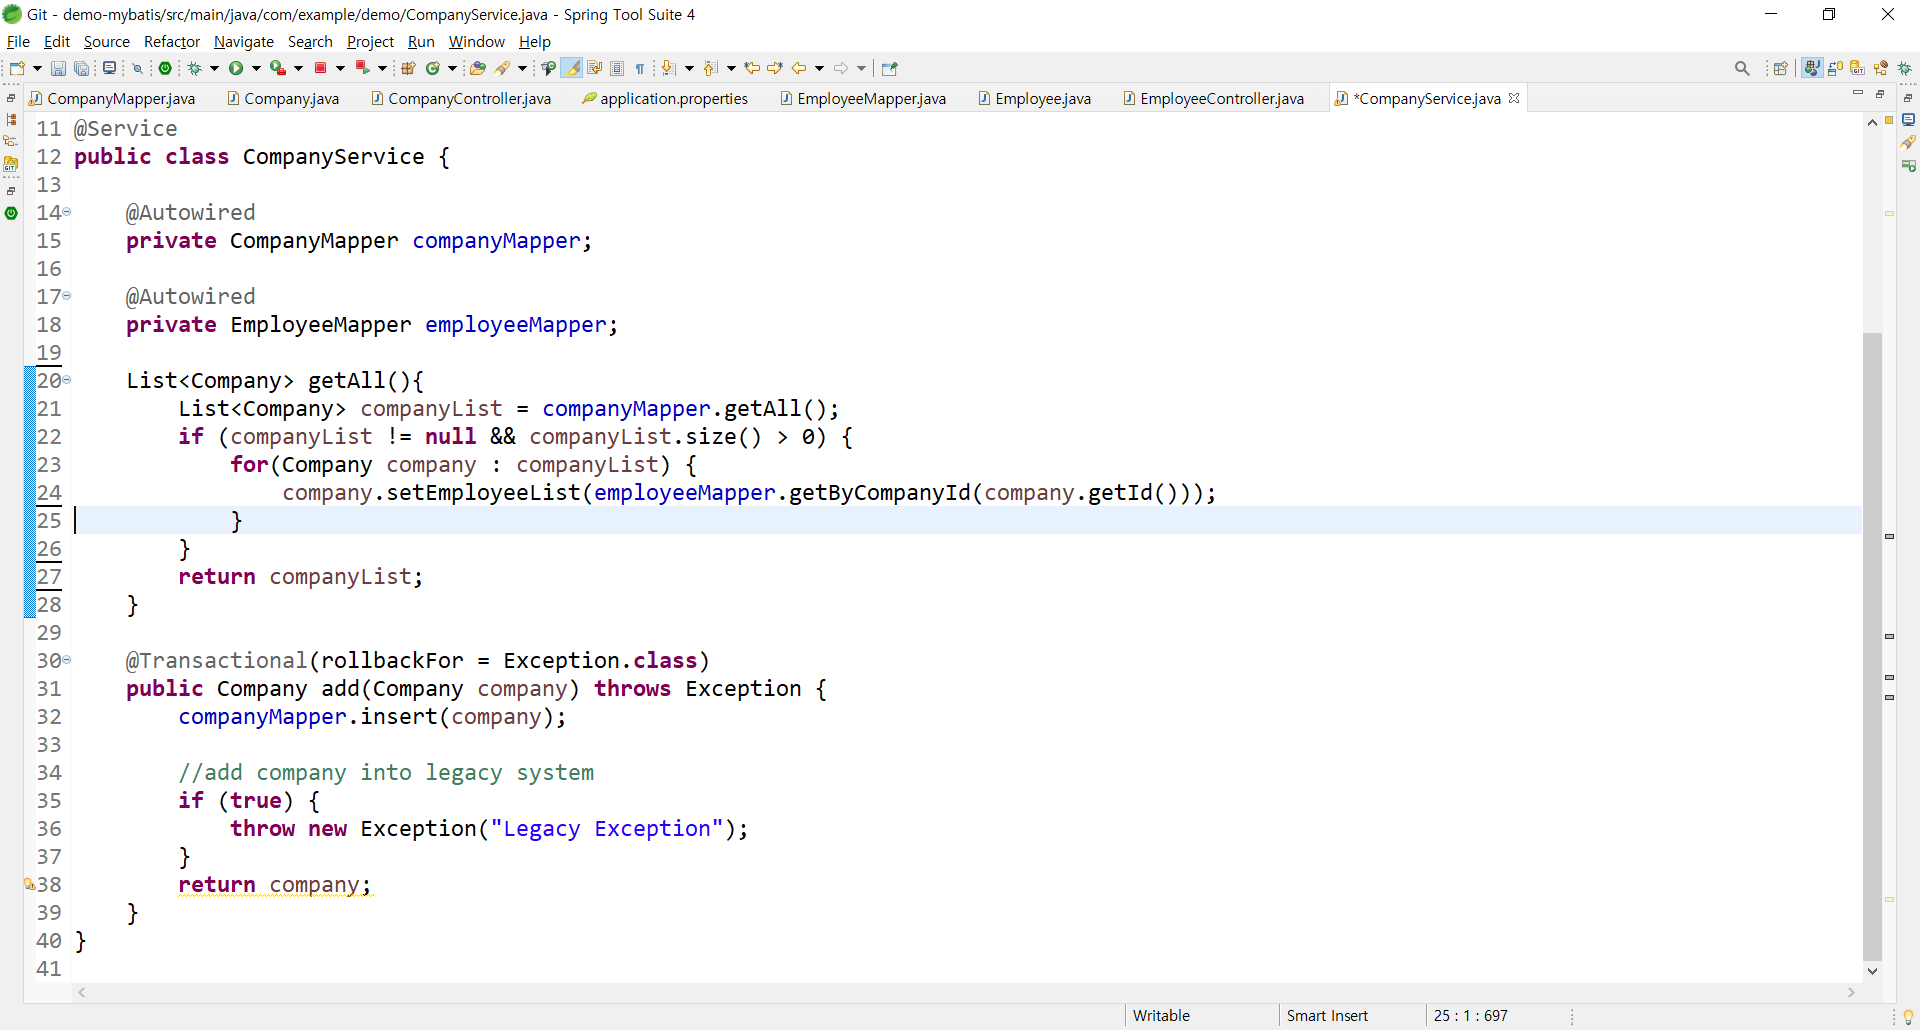 Git - demo-mybatis/src/main/java/com/example/demo/CompanyService.java - Spring Tool Suite 4
File Edit Source Refactor Navigate Search Project Run Window Help
CompanyMapper.java Company.java CompanyController.java application.properties EmployeeMapper.java Employee.java EmployeeController.java *CompanyService.java
11 @Service
12 public class CompanyService {
13
14 @Autowired
15 private CompanyMapper companyMapper;
16
17 @Autowired
18 private EmployeeMapper employeeMapper;
19
20 List<Company> getAll(){
21 List<Company> companyList = companyMapper.getAll();
22 if (companyList != null && companyList.size() > 0) {
23 for(Company company : companyList) {
24 company.setEmployeeList(employeeMapper.getByCompanyId(company.getId()));
25 }
26 }
27 return companyList;
28 }
29
30 @Transactional(rollbackFor = Exception.class)
31 public Company add(Company company) throws Exception {
32 companyMapper.insert(company);
33
34 //add company into legacy system
35 if (true) {
36 throw new Exception("Legacy Exception");
37 }
38 return company;
39 }
40 }
41
Writable Smart Insert 25 : 1 : 697